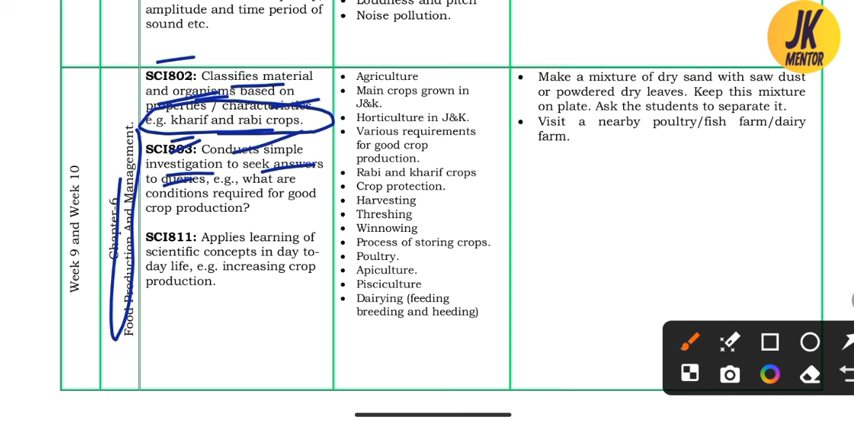 amplitude and time period of
sound etc.
Loudness and pitch
• Noise pollution.
JK
MENTOR
Week 9 and Week 10
Chapter-6
Food Production And Management.
SCI802: Classifies material
and organisms based on
properties / characteristics
e.g. kharif and rabi crops.
SCI803: Conducts simple
investigation to seek answers
to queries, e.g., what are
conditions required for good
crop production?
SCI811: Applies learning of
scientific concepts in day to-
day life, e.g. increasing crop
production.
• Agriculture
• Main crops grown in
J&k.
• Horticulture in J&K.
• Various requirements
for good crop
production.
• Rabi and kharif crops
• Crop protection.
• Harvesting
• Threshing
• Winnowing
• Process of storing crops.
• Poultry.
• Apiculture.
• Pisciculture
• Dairying (feeding
breeding and heeding)
• Make a mixture of dry sand with saw dust
or powdered dry leaves. Keep this mixture
on plate. Ask the students to separate it.
• Visit a nearby poultry/fish farm/dairy
farm.